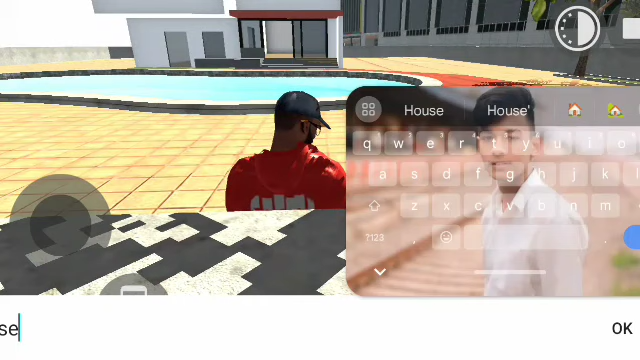 House House'
q w e r t y u i o
a s d f g h j k l
z x c v b n m
?123 , .
se
OK